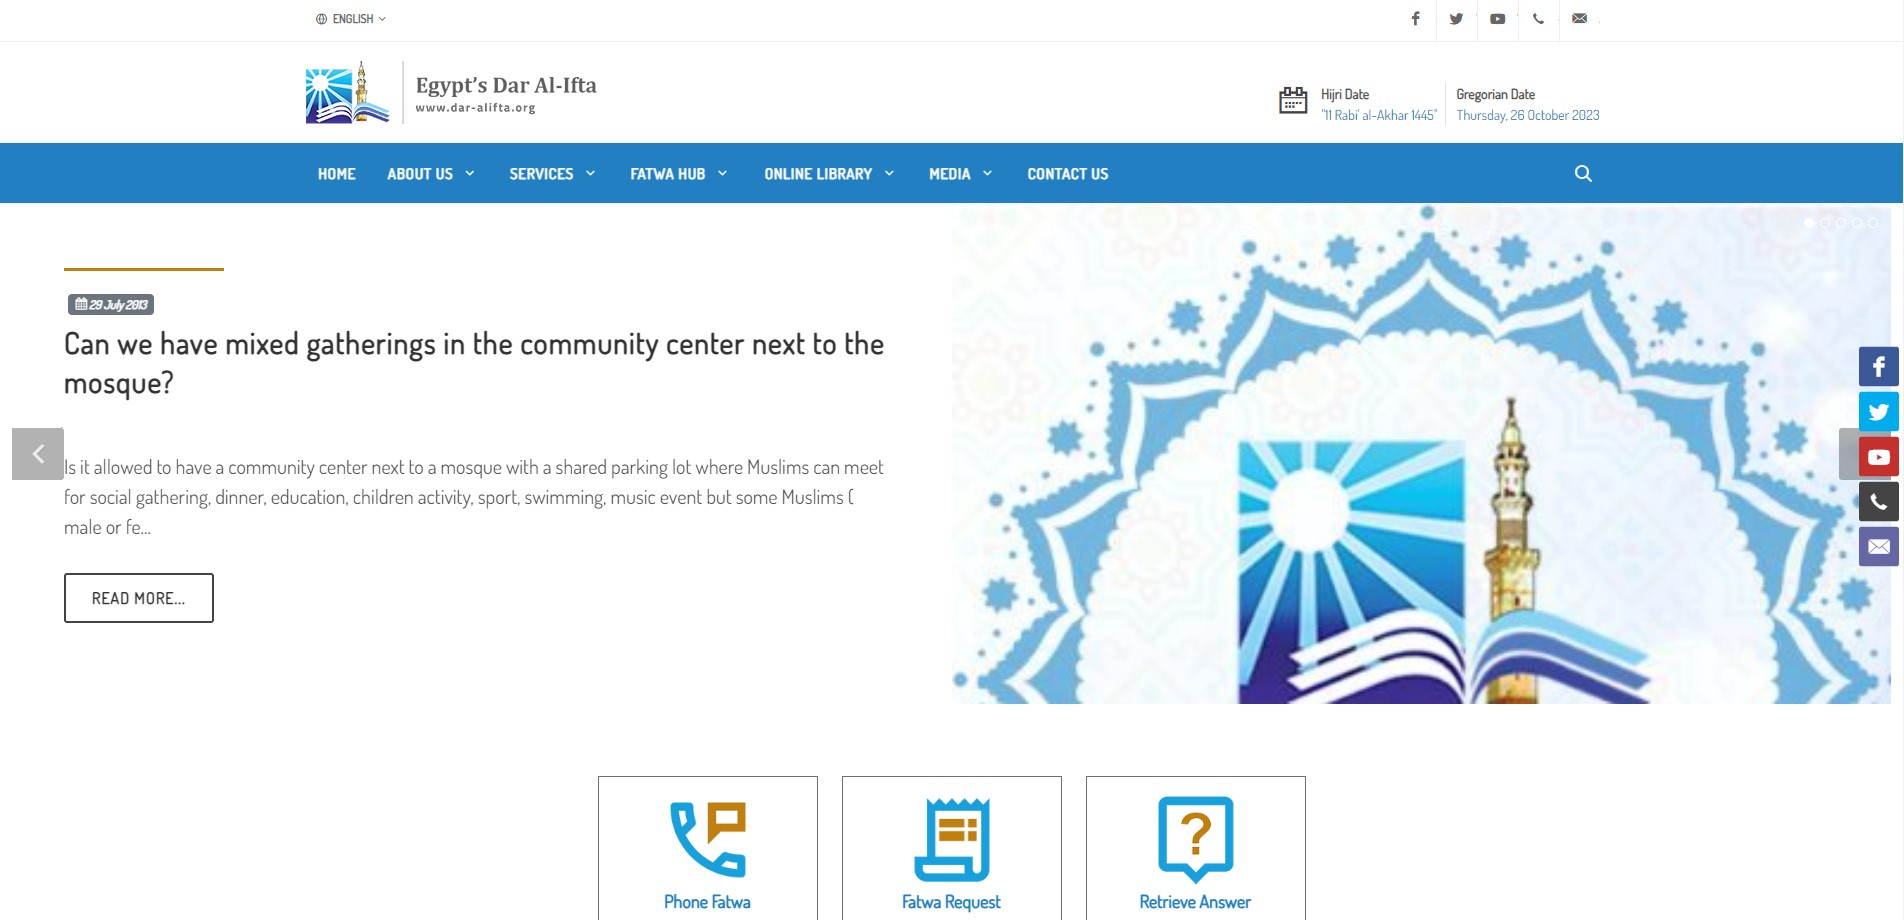 ENGLISH
Egypt's Dar Al-Ifta
www.dar-alifta.org
Hijri Date
"11 Rabi' al-Akhar 1445"
Gregorian Date
Thursday, 26 October 2023
HOME ABOUT US SERVICES FATWA HUB ONLINE LIBRARY MEDIA CONTACT US
29 July 2013
Can we have mixed gatherings in the community center next to the
mosque?
Is it allowed to have a community center next to a mosque with a shared parking lot where Muslims can meet
for social gathering, dinner, education, children activity, sport, swimming, music event but some Muslims (
male or fe...
READ MORE...
Phone Fatwa
Fatwa Request
Retrieve Answer